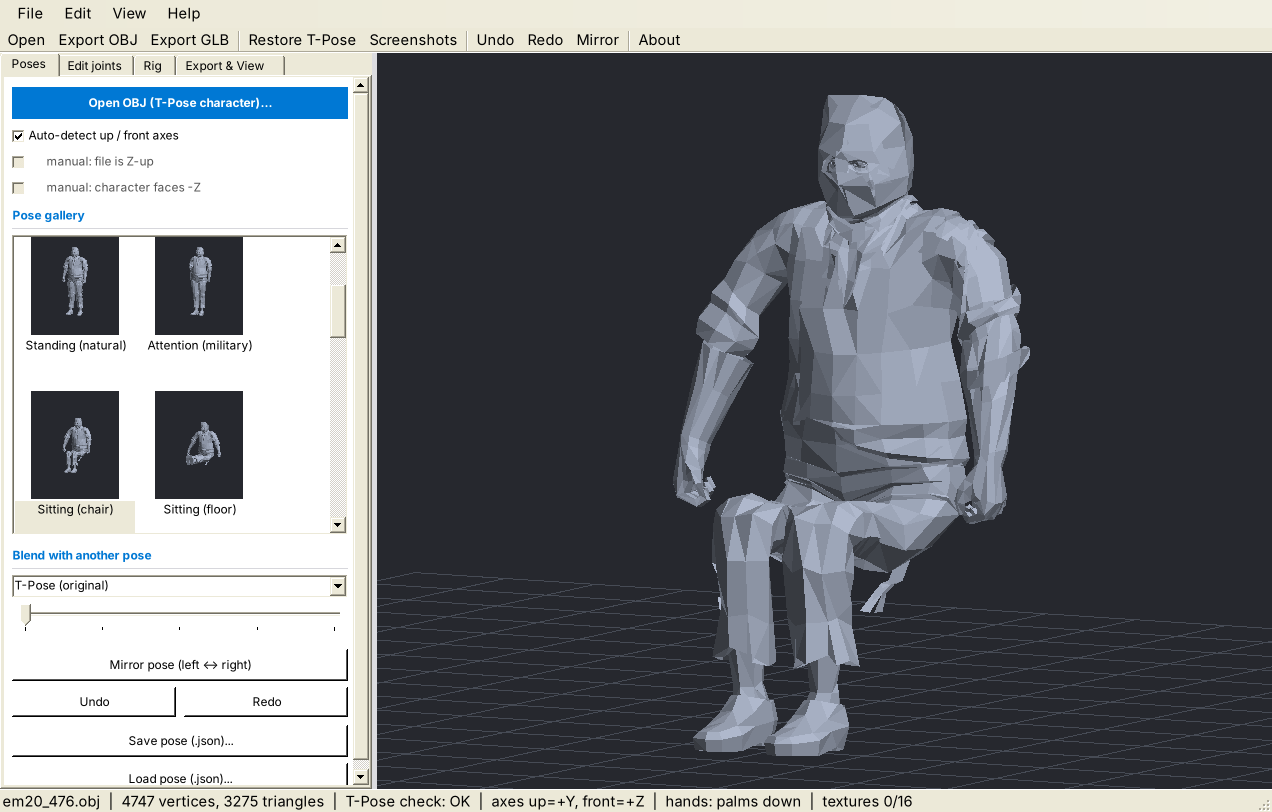 File Edit View Help
Open Export OBJ Export GLB Restore T-Pose Screenshots Undo Redo Mirror About
Poses Edit joints Rig Export & View
Open OBJ (T-Pose character)...
Auto-detect up / front axes
manual: file is Z-up
manual: character faces -Z
Pose gallery
Standing (natural) Attention (military)
Sitting (chair) Sitting (floor)
Blend with another pose
T-Pose (original)
Mirror pose (left <-> right)
Undo Redo
Save pose (.json)...
Load pose (.json)...
em20_476.obj | 4747 vertices, 3275 triangles | T-Pose check: OK | axes up=+Y, front=+Z | hands: palms down | textures 0/16